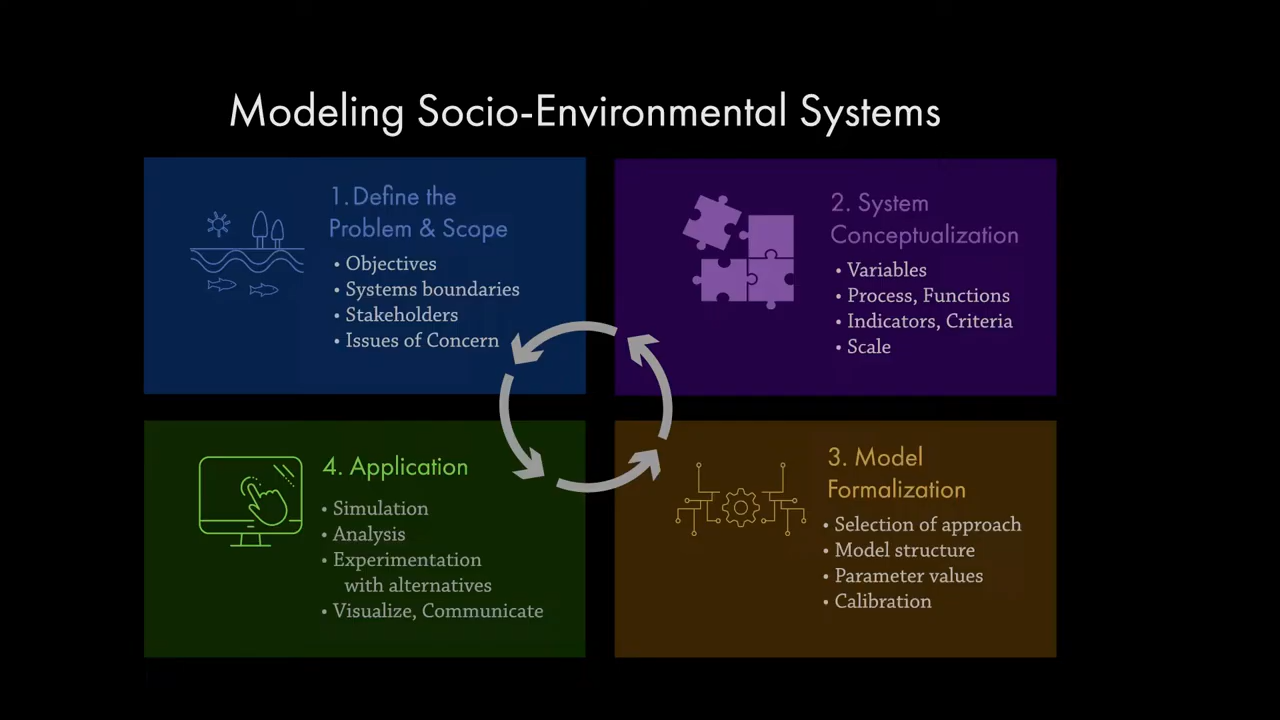 Modeling Socio-Environmental Systems
1. Define the
Problem & Scope
• Objectives
• Systems boundaries
• Stakeholders
• Issues of Concern
2. System
Conceptualization
• Variables
• Process, Functions
• Indicators, Criteria
• Scale
3. Model
Formalization
• Selection of approach
• Model structure
• Parameter values
• Calibration
4. Application
• Simulation
• Analysis
• Experimentation
with alternatives
• Visualize, Communicate